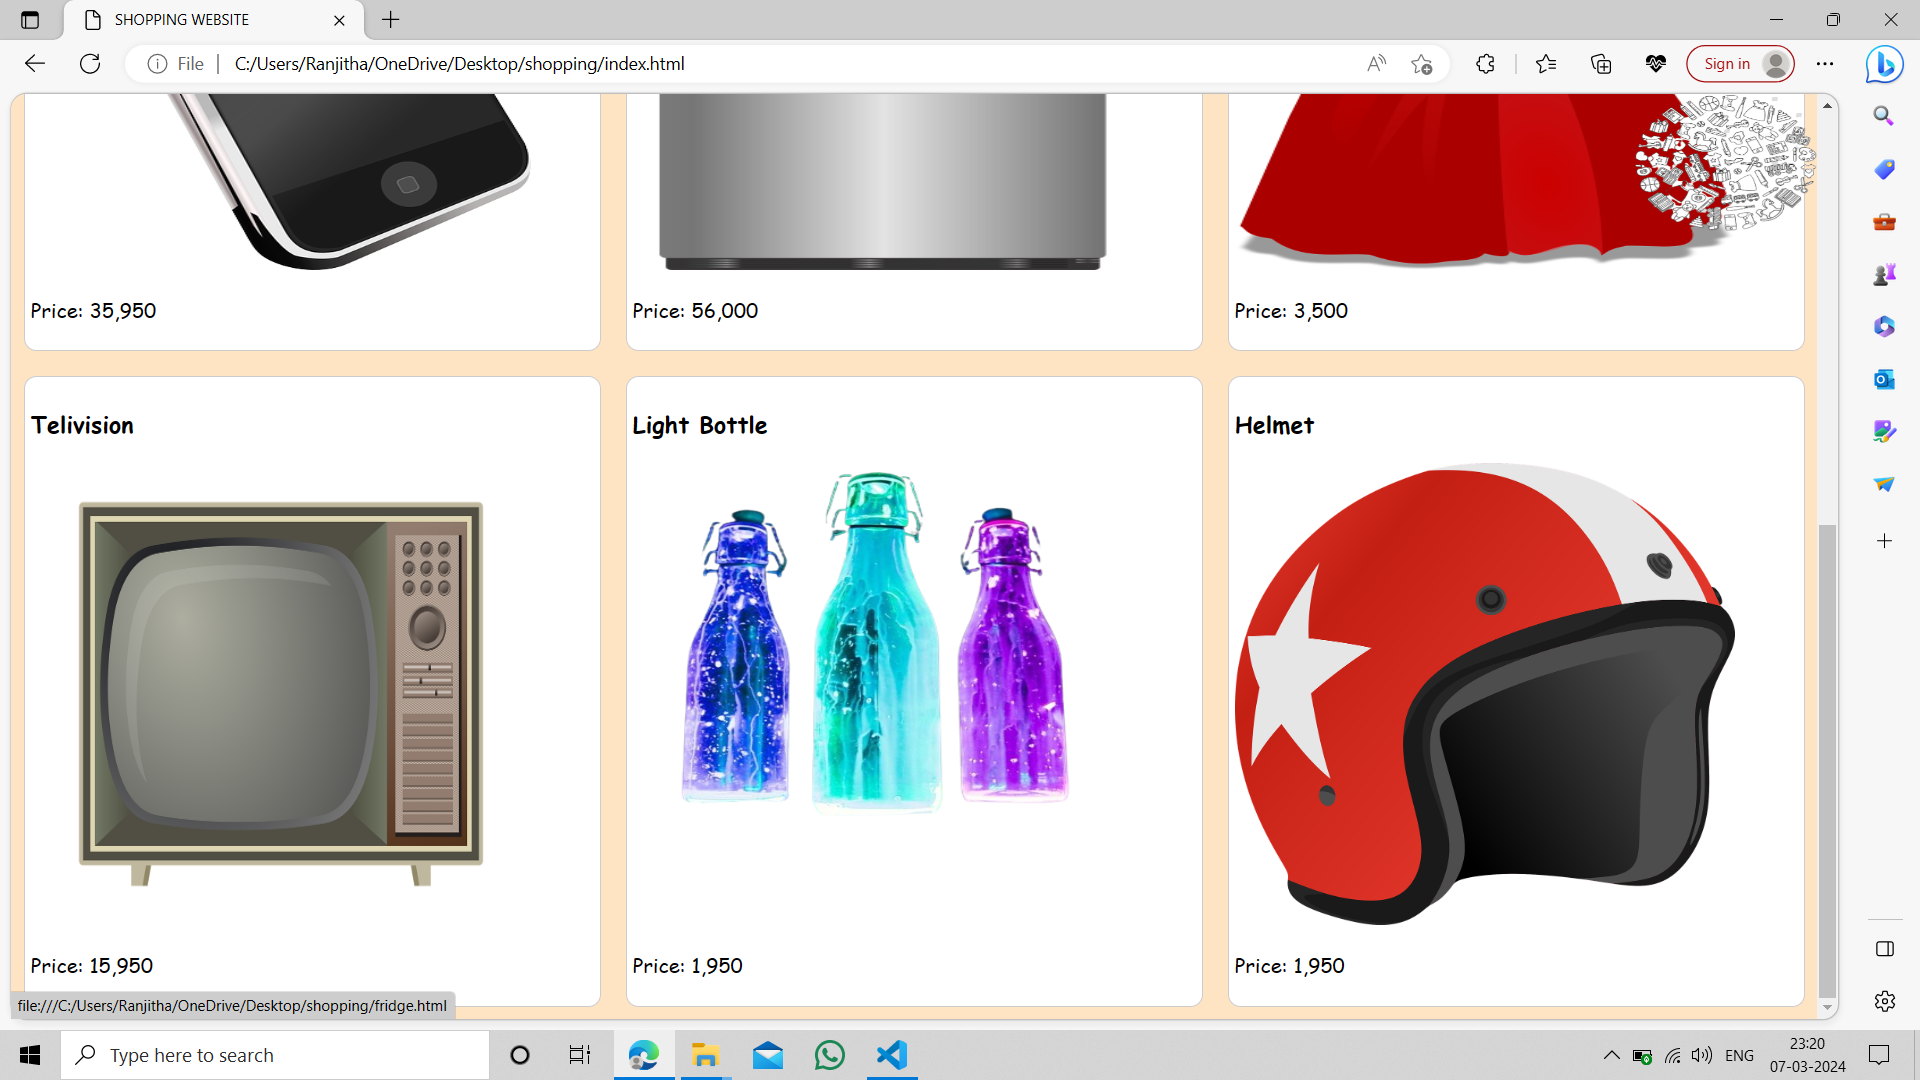 SHOPPING WEBSITE
File
C:/Users/Ranjitha/OneDrive/Desktop/shopping/index.html
Sign in
Price: 35,950
Price: 56,000
Price: 3,500
Telivision
Light Bottle
Helmet
Price: 15,950
Price: 1,950
Price: 1,950
file:///C:/Users/Ranjitha/OneDrive/Desktop/shopping/fridge.html
Type here to search
ENG
23:20
07-03-2024